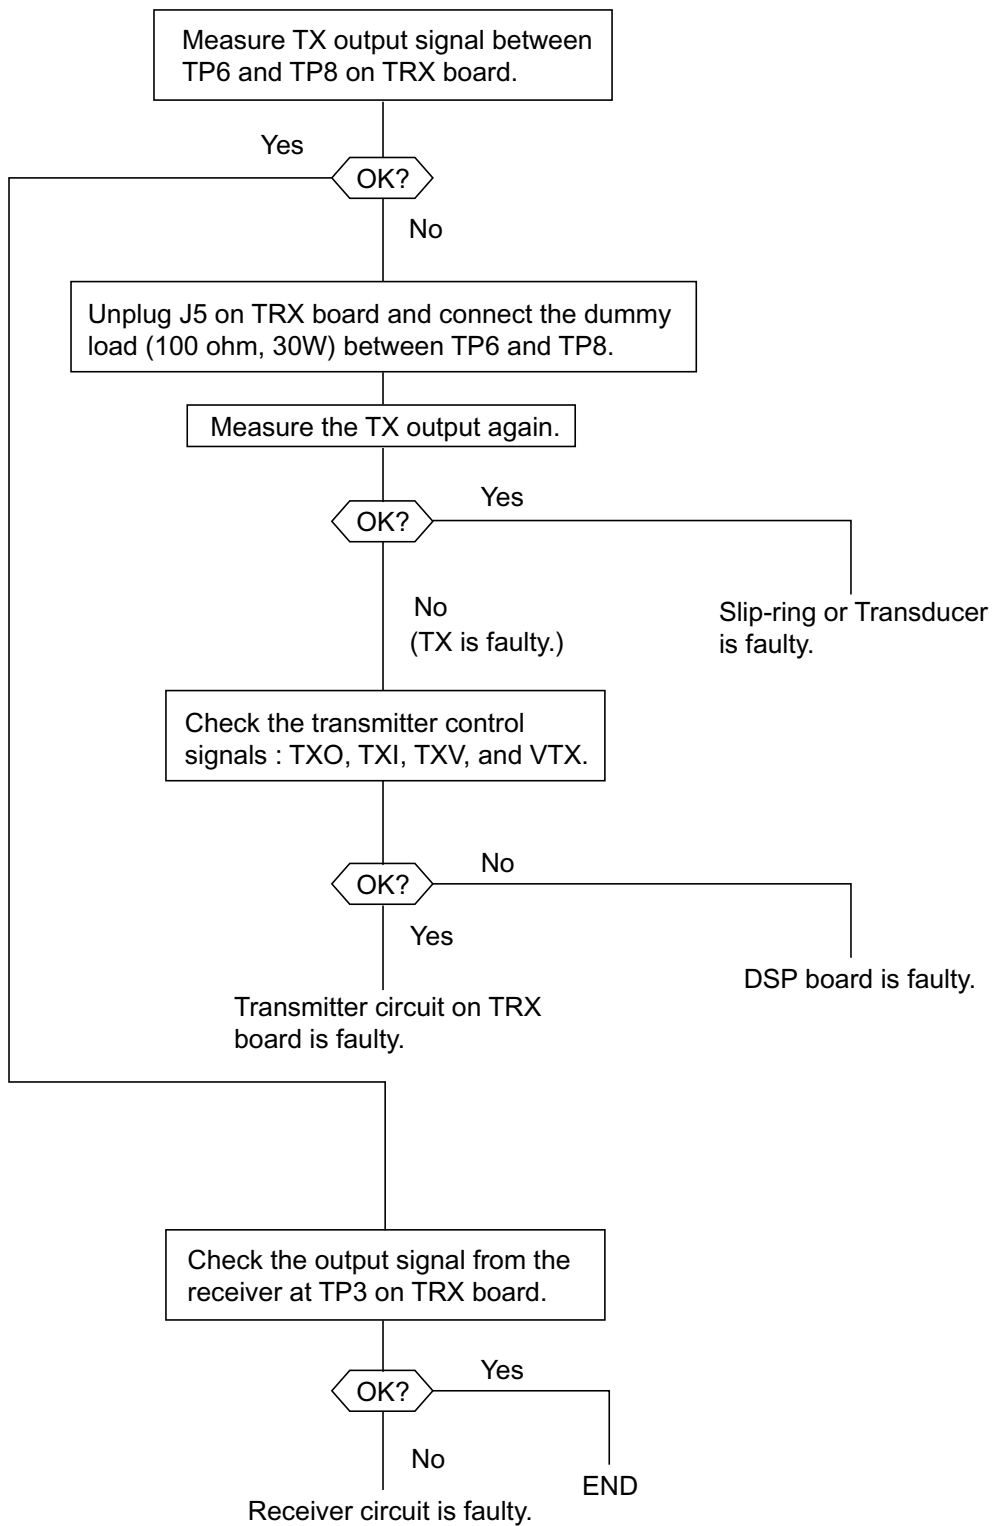 Measure TX output signal between
TP6 and TP8 on TRX board.
Yes
OK?
No
Unplug J5 on TRX board and connect the dummy
load (100 ohm, 30W) between TP6 and TP8.
Measure the TX output again.
Yes
OK?
No
(TX is faulty.)
Slip-ring or Transducer
is faulty.
Check the transmitter control
signals : TXO, TXI, TXV, and VTX.
No
OK?
Yes
DSP board is faulty.
Transmitter circuit on TRX
board is faulty.
Check the output signal from the
receiver at TP3 on TRX board.
Yes
OK?
No
END
Receiver circuit is faulty.